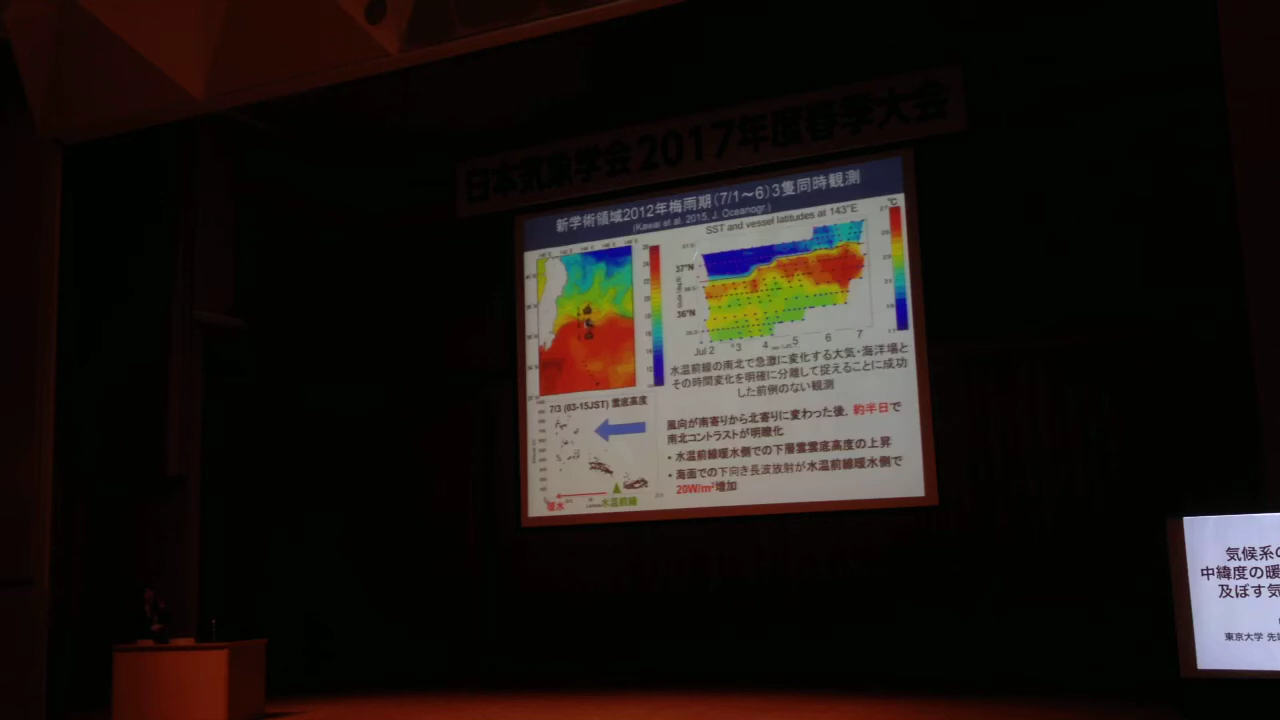 日本気象学会2017年度春季大会
新学術領域2012年梅雨期(7/1～6)3隻同時観測
(Kawai et al. 2015, J. Oceanogr.)
SST and vessel latitudes at 143°E
°C
37°N
36°N
Jul 2 3 4 5 6 7
水温前線の南北で急激に変化する大気・海洋場と
その時間変化を明確に分離して捉えることに成功
した前例のない観測
7/3 (03-15JST) 雲底高度
暖水
水温前線
風向が南寄りから北寄りに変わった後、約半日で
南北コントラストが明瞭化
• 水温前線暖水側での下層雲雲底高度の上昇
• 海面での下向き長波放射が水温前線暖水側で
20W/m²増加
気候系の
中緯度の暖
及ぼす気
東京大学 先端